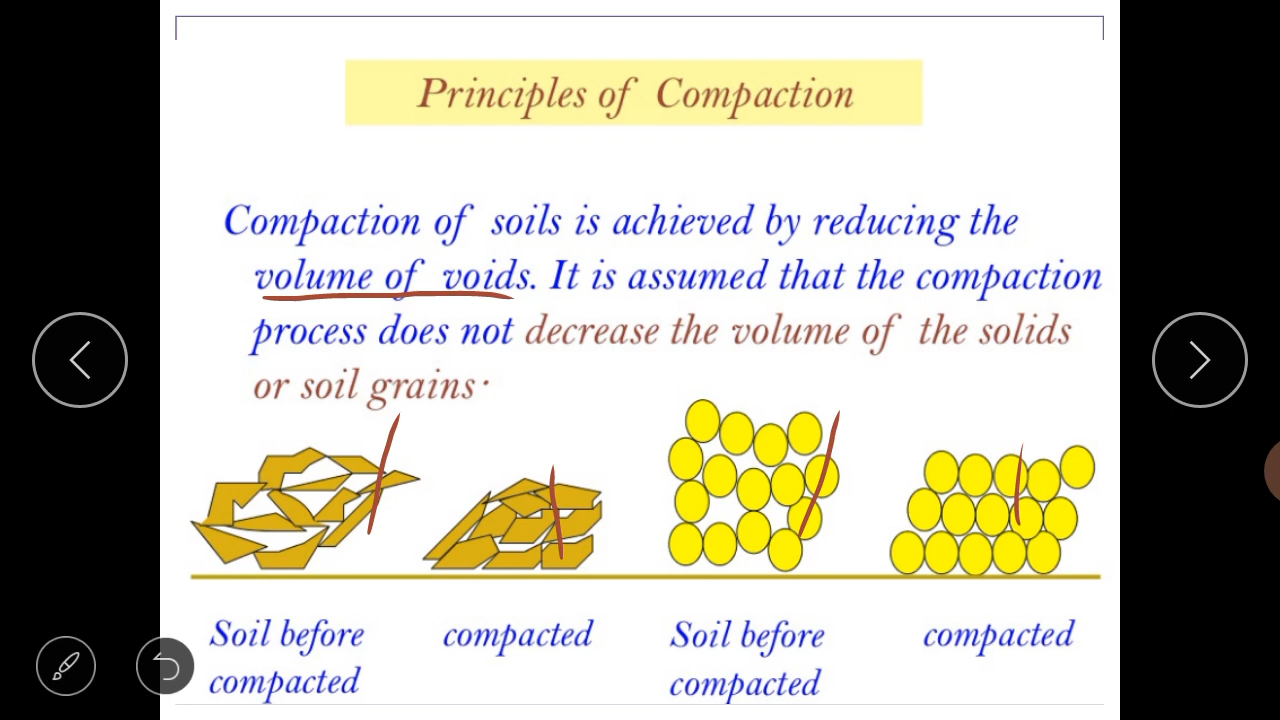 Principles of Compaction
Compaction of soils is achieved by reducing the
volume of voids. It is assumed that the compaction
process does not decrease the volume of the solids
or soil grains.
Soil before compacted
compacted
Soil before compacted
compacted